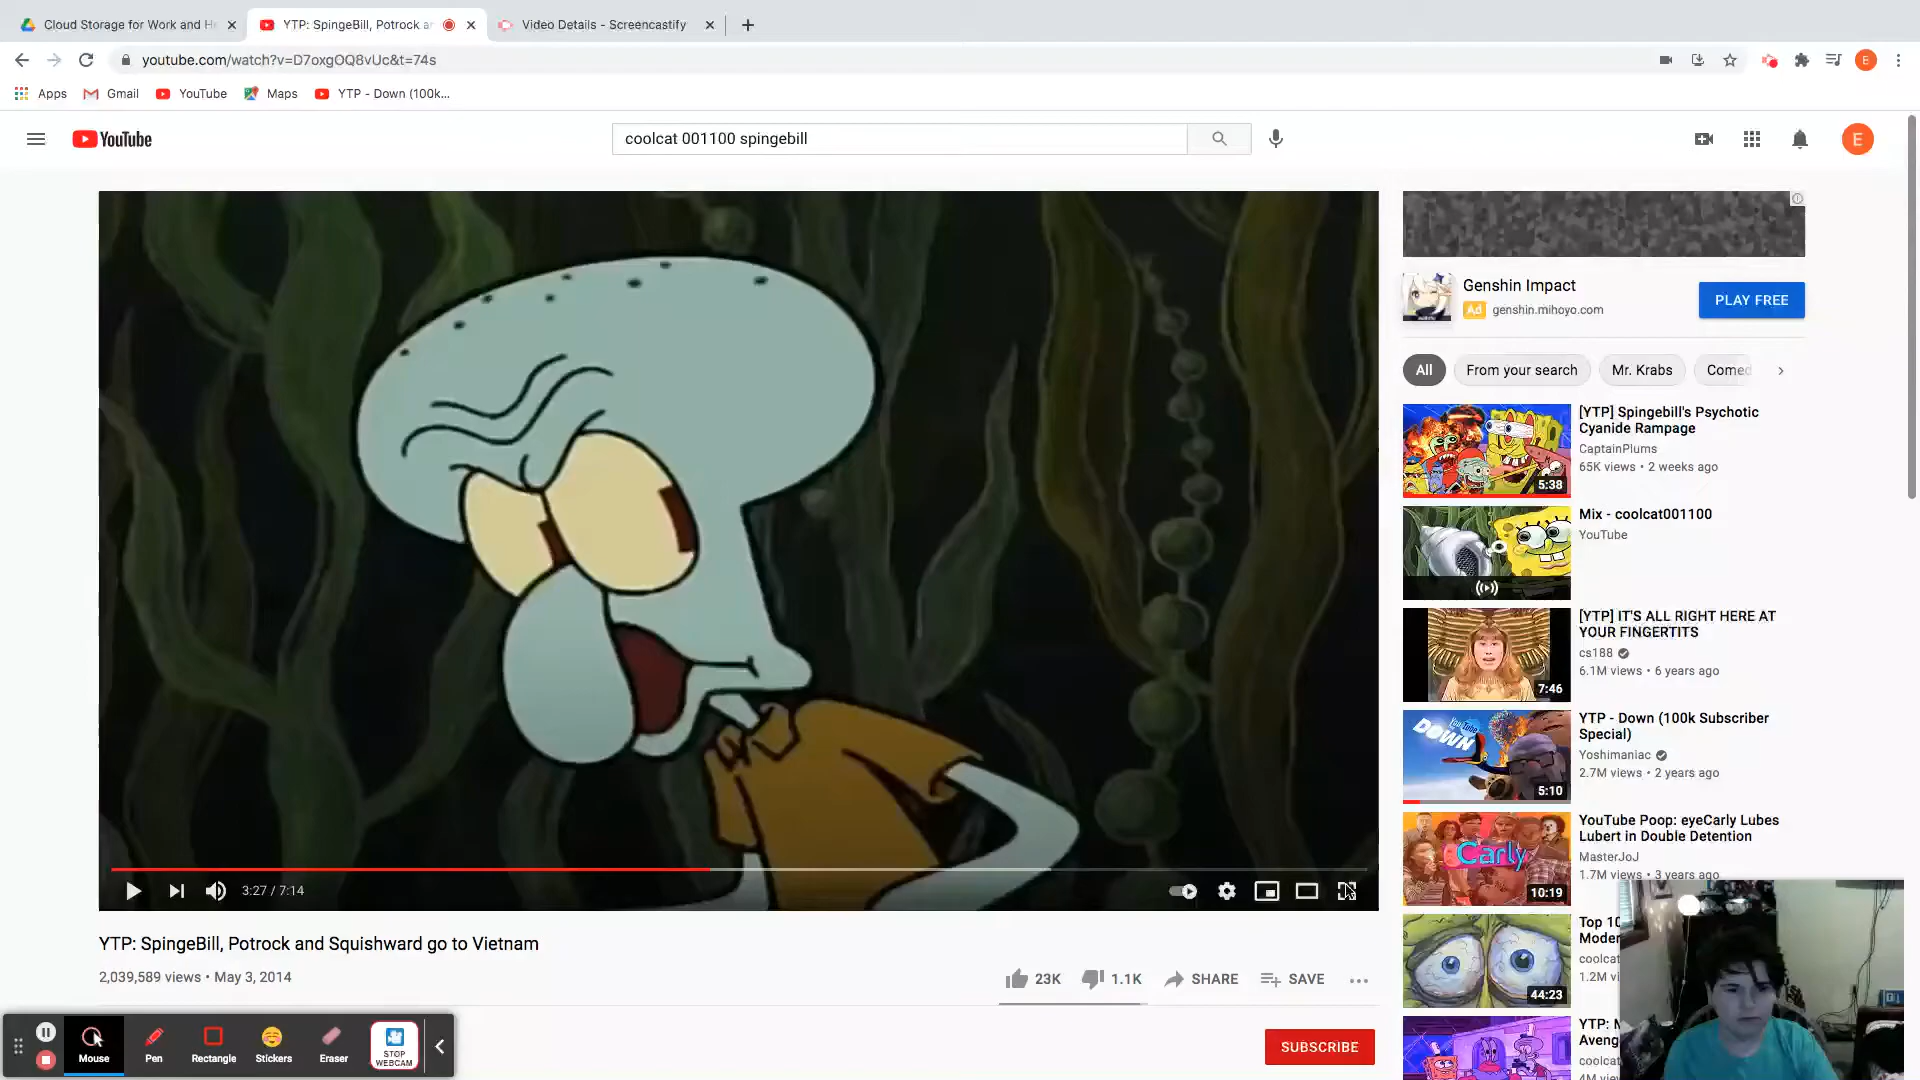 Cloud Storage for Work and H
YTP: SpingeBill, Potrock ar
Video Details - Screencastify
youtube.com/watch?v=D7oxgOQ8vUc&t=74s
E
Apps
Gmail
YouTube
Maps
YTP - Down (100k...
YouTube
coolcat 001100 spingebill
E
Genshin Impact
Ad genshin.mihoyo.com
PLAY FREE
All
From your search
Mr. Krabs
Comed
[YTP] Spingebill's Psychotic
Cyanide Rampage
CaptainPlums
65K views • 2 weeks ago
5:38
Mix - coolcat001100
YouTube
[YTP] IT'S ALL RIGHT HERE AT
YOUR FINGERTITS
cs188
6.1M views • 6 years ago
7:46
DOWN
YTP - Down (100k Subscriber
Special)
Yoshimaniac
2.7M views • 2 years ago
5:10
Carly
YouTube Poop: eyeCarly Lubes
Lubert in Double Detention
MasterJoJ
1.7M views • 3 years ago
10:19
Top 10
Moder
coolcat
1.2M vi
44:23
YTP: M
Aveng
coolcat
4M vie
3:27 / 7:14
YTP: SpingeBill, Potrock and Squishward go to Vietnam
2,039,589 views • May 3, 2014
23K
1.1K
SHARE
SAVE
SUBSCRIBE
Mouse
Pen
Rectangle
Stickers
Eraser
STOP
WEBCAM